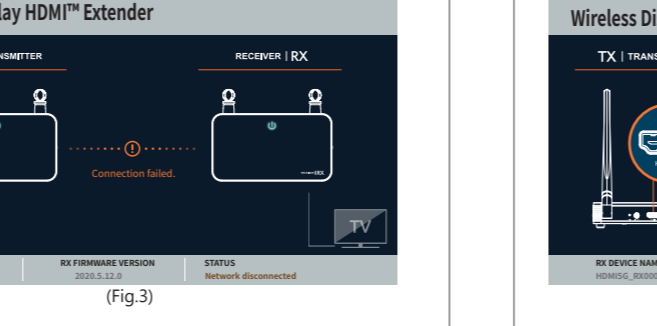 lay HDMI™ Extender
NSMITTER
RECEIVER | RX
Connection failed.
TV
RX FIRMWARE VERSION
2020.5.12.0
STATUS
Network disconnected
(Fig.3)
Wireless Di
TX | TRANS
RX DEVICE NAM
HDMI5G_RX000